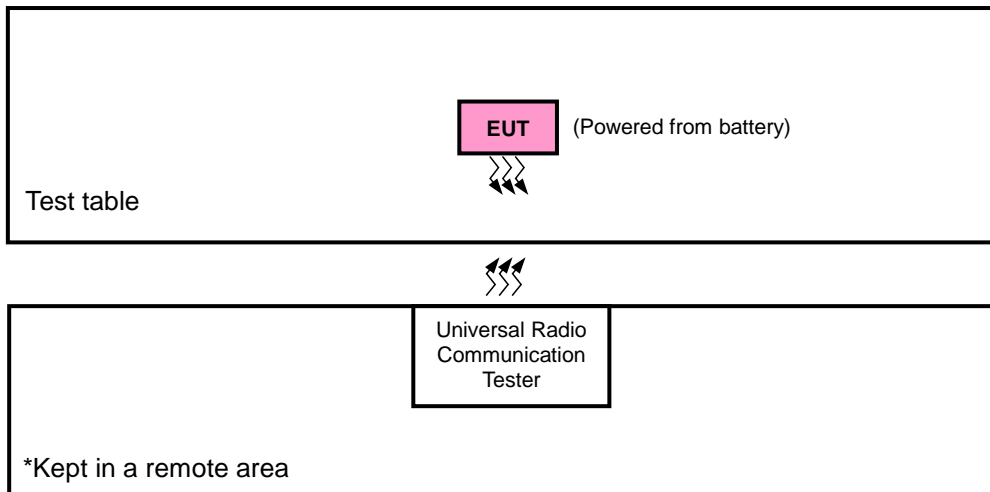 EUT
(Powered from battery)
Test table
Universal Radio
Communication
Tester
*Kept in a remote area